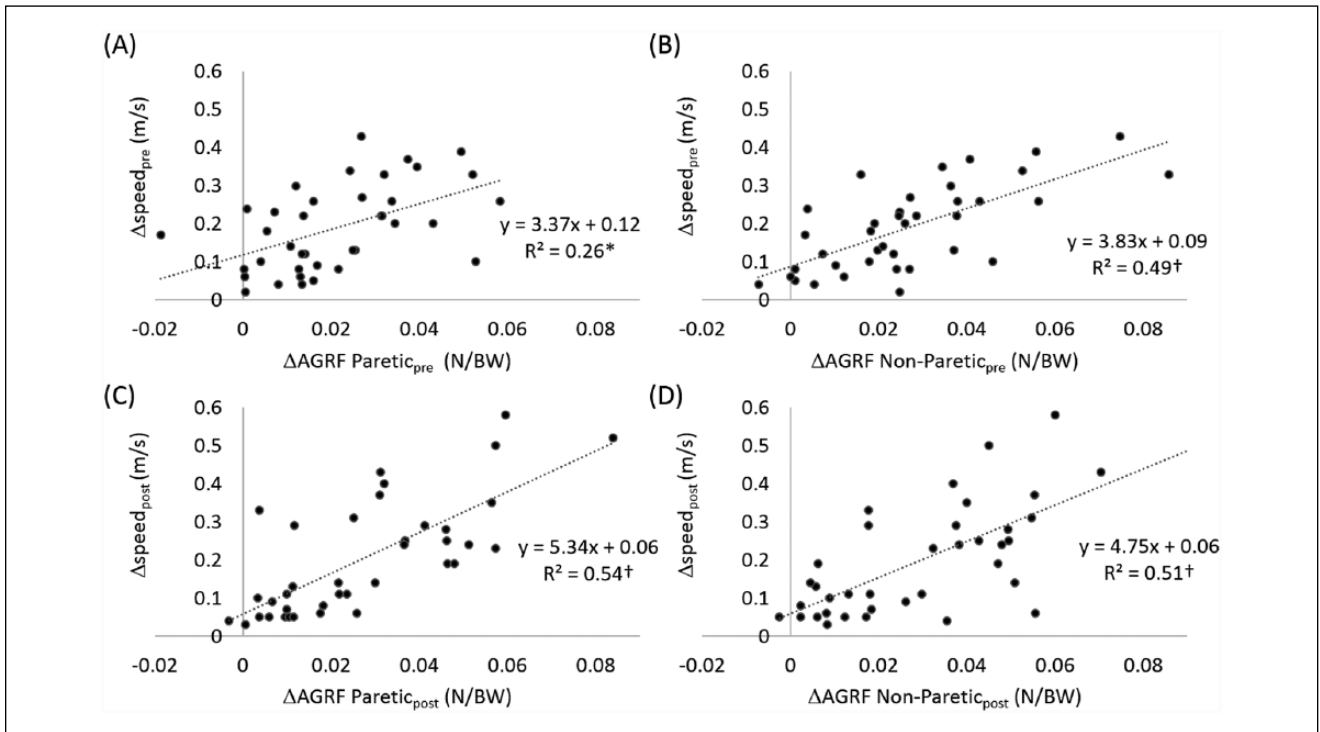 (A)
Δspeedpre (m/s)
0.6
0.5
0.4
0.3
0.2
0.1
0
y = 3.37x + 0.12
R² = 0.26*
-0.02 0 0.02 0.04 0.06 0.08
ΔAGRF Pareticpre (N/BW)
(B)
Δspeedpre (m/s)
0.6
0.5
0.4
0.3
0.2
0.1
0
y = 3.83x + 0.09
R² = 0.49†
-0.02 0 0.02 0.04 0.06 0.08
ΔAGRF Non-Pareticpre (N/BW)
(C)
Δspeedpost (m/s)
0.6
0.5
0.4
0.3
0.2
0.1
0
y = 5.34x + 0.06
R² = 0.54†
-0.02 0 0.02 0.04 0.06 0.08
ΔAGRF Pareticpost (N/BW)
(D)
Δspeedpost (m/s)
0.6
0.5
0.4
0.3
0.2
0.1
0
y = 4.75x + 0.06
R² = 0.51†
-0.02 0 0.02 0.04 0.06 0.08
ΔAGRF Non-Pareticpost (N/BW)